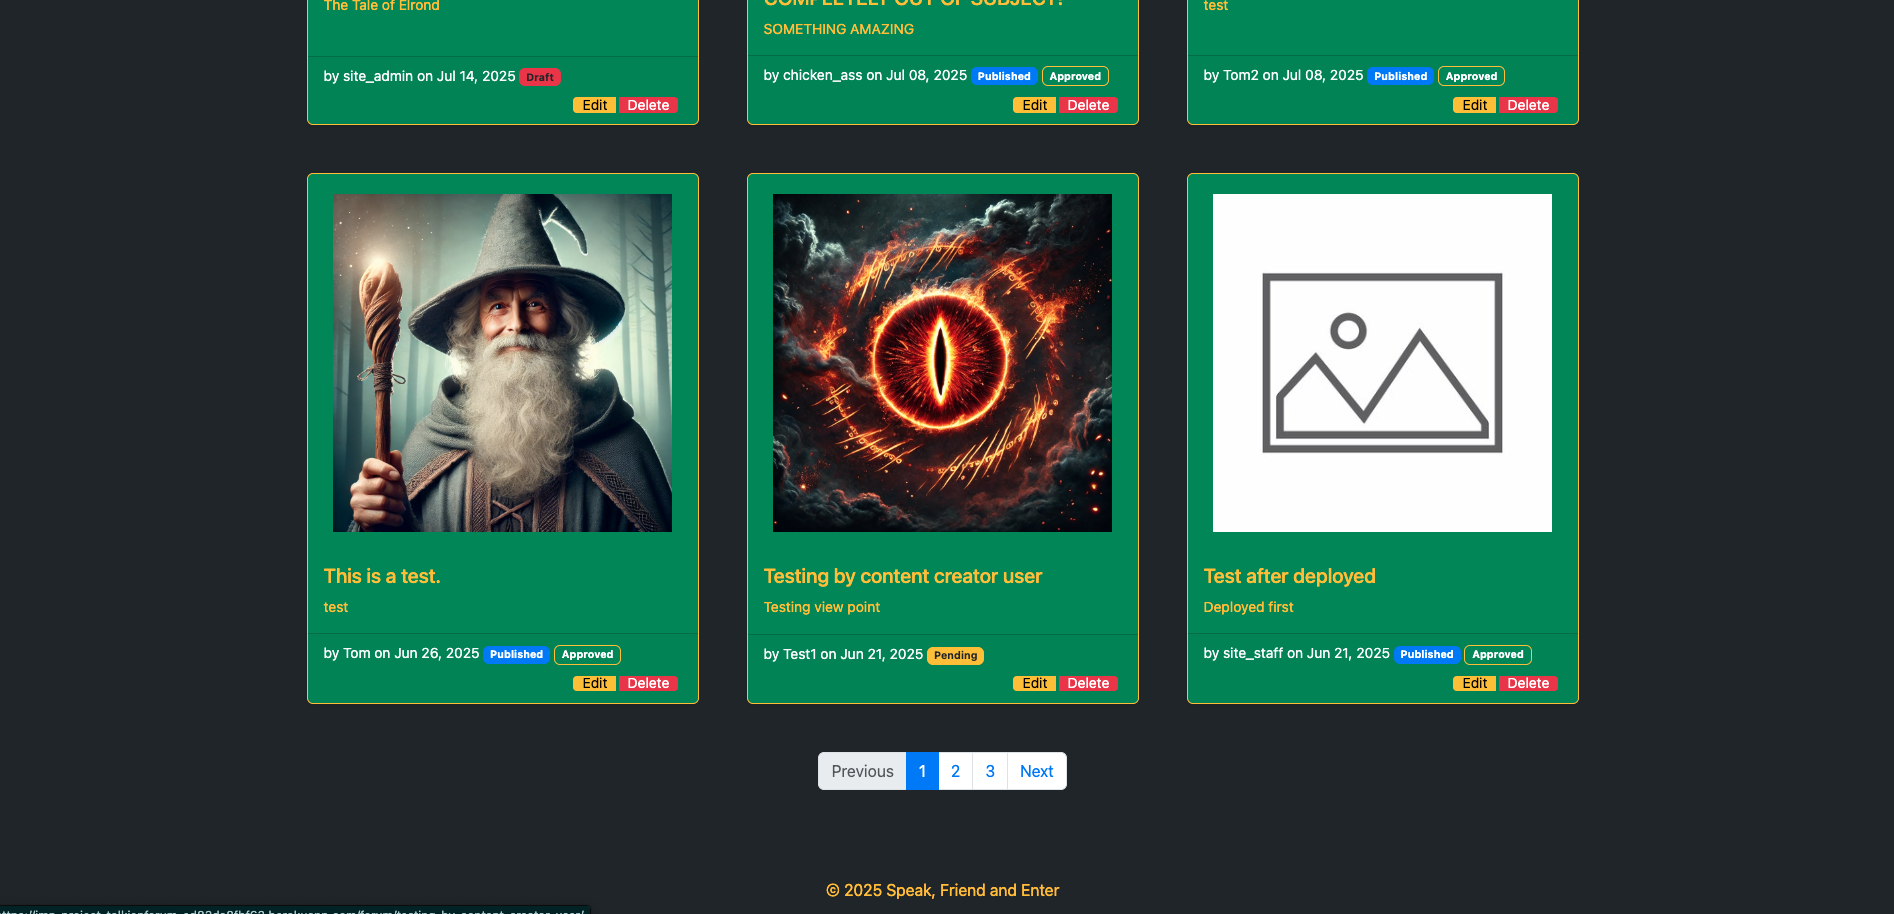 The Tale of Elrond
COMPLETELY OUT OF SUBJECT!
SOMETHING AMAZING
test
by site_admin on Jul 14, 2025 Draft
Edit Delete
by chicken_ass on Jul 08, 2025 Published Approved
Edit Delete
by Tom2 on Jul 08, 2025 Published Approved
Edit Delete
This is a test.
test
by Tom on Jun 26, 2025 Published Approved
Edit Delete
Testing by content creator user
Testing view point
by Test1 on Jun 21, 2025 Pending
Edit Delete
Test after deployed
Deployed first
by site_staff on Jun 21, 2025 Published Approved
Edit Delete
Previous 1 2 3 Next
© 2025 Speak, Friend and Enter